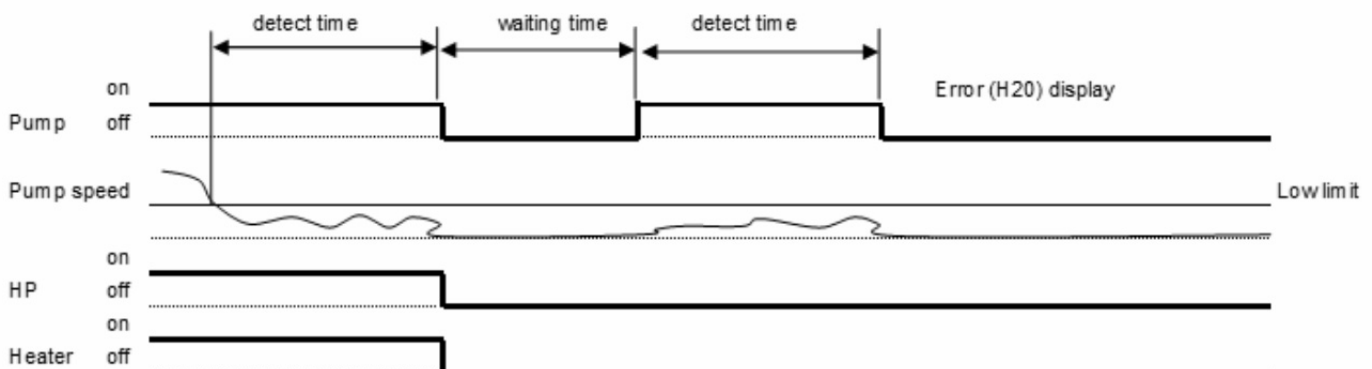 detect time waiting time detect time
on Error (H20) display
Pump off
Pump speed Low limit
on
HP off
on
Heater off